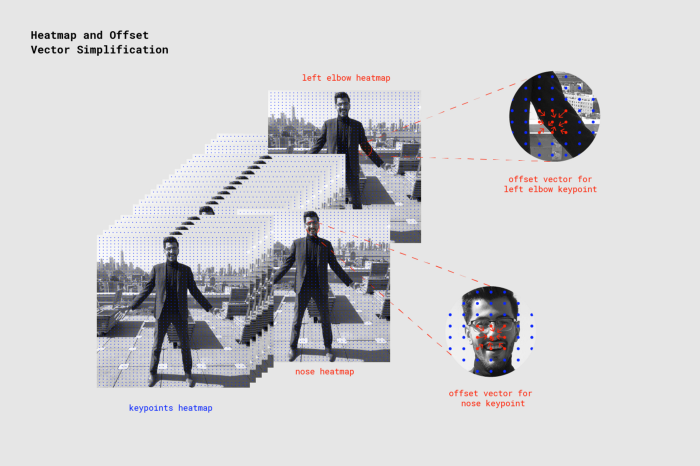 Heatmap and Offset
Vector Simplification
left elbow heatmap
offset vector for
left elbow keypoint
nose heatmap
offset vector for
nose keypoint
keypoints heatmap